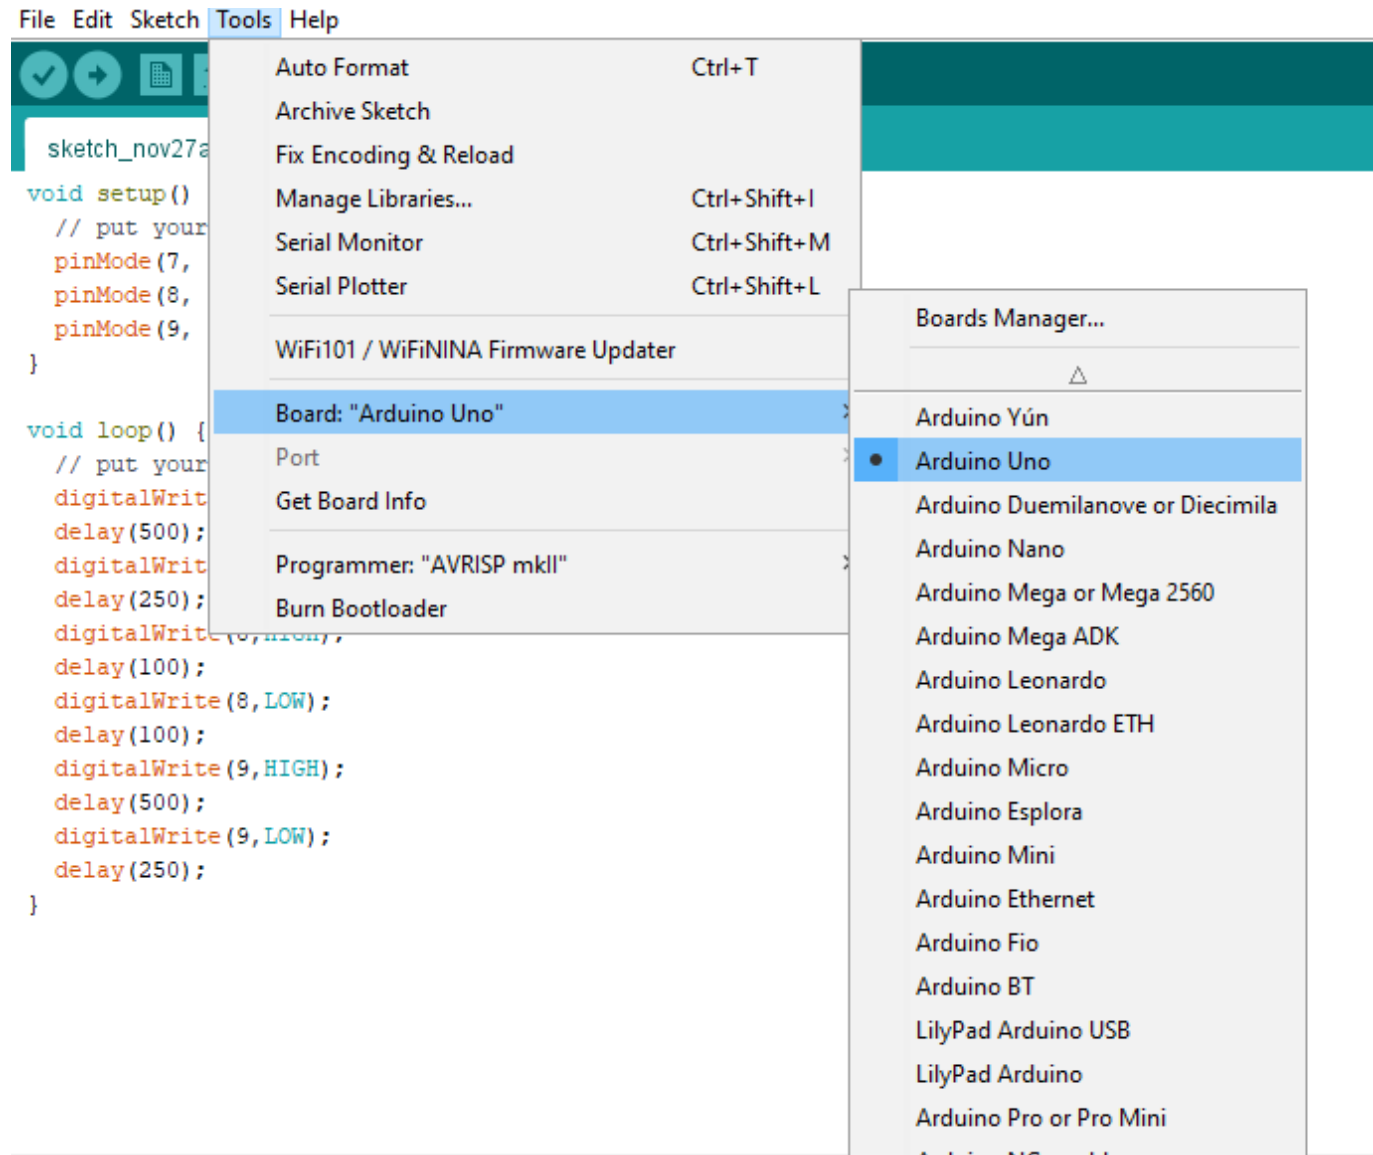 File Edit Sketch Tools Help
Auto Format Ctrl+T
Archive Sketch
Fix Encoding & Reload
Manage Libraries... Ctrl+Shift+I
Serial Monitor Ctrl+Shift+M
Serial Plotter Ctrl+Shift+L
WiFi101 / WiFiNINA Firmware Updater
Board: "Arduino Uno"
Port
Get Board Info
Programmer: "AVRISP mkII"
Burn Bootloader
Boards Manager...
Arduino Yún
Arduino Uno
Arduino Duemilanove or Diecimila
Arduino Nano
Arduino Mega or Mega 2560
Arduino Mega ADK
Arduino Leonardo
Arduino Leonardo ETH
Arduino Micro
Arduino Esplora
Arduino Mini
Arduino Ethernet
Arduino Fio
Arduino BT
LilyPad Arduino USB
LilyPad Arduino
Arduino Pro or Pro Mini
sketch_nov27a
void setup()
// put your
pinMode(7,
pinMode(8,
pinMode(9,
}
void loop() {
// put your
digitalWrit
delay(500);
digitalWrit
delay(250);
digitalWrite(8,HIGH);
delay(100);
digitalWrite(8,LOW);
delay(100);
digitalWrite(9,HIGH);
delay(500);
digitalWrite(9,LOW);
delay(250);
}